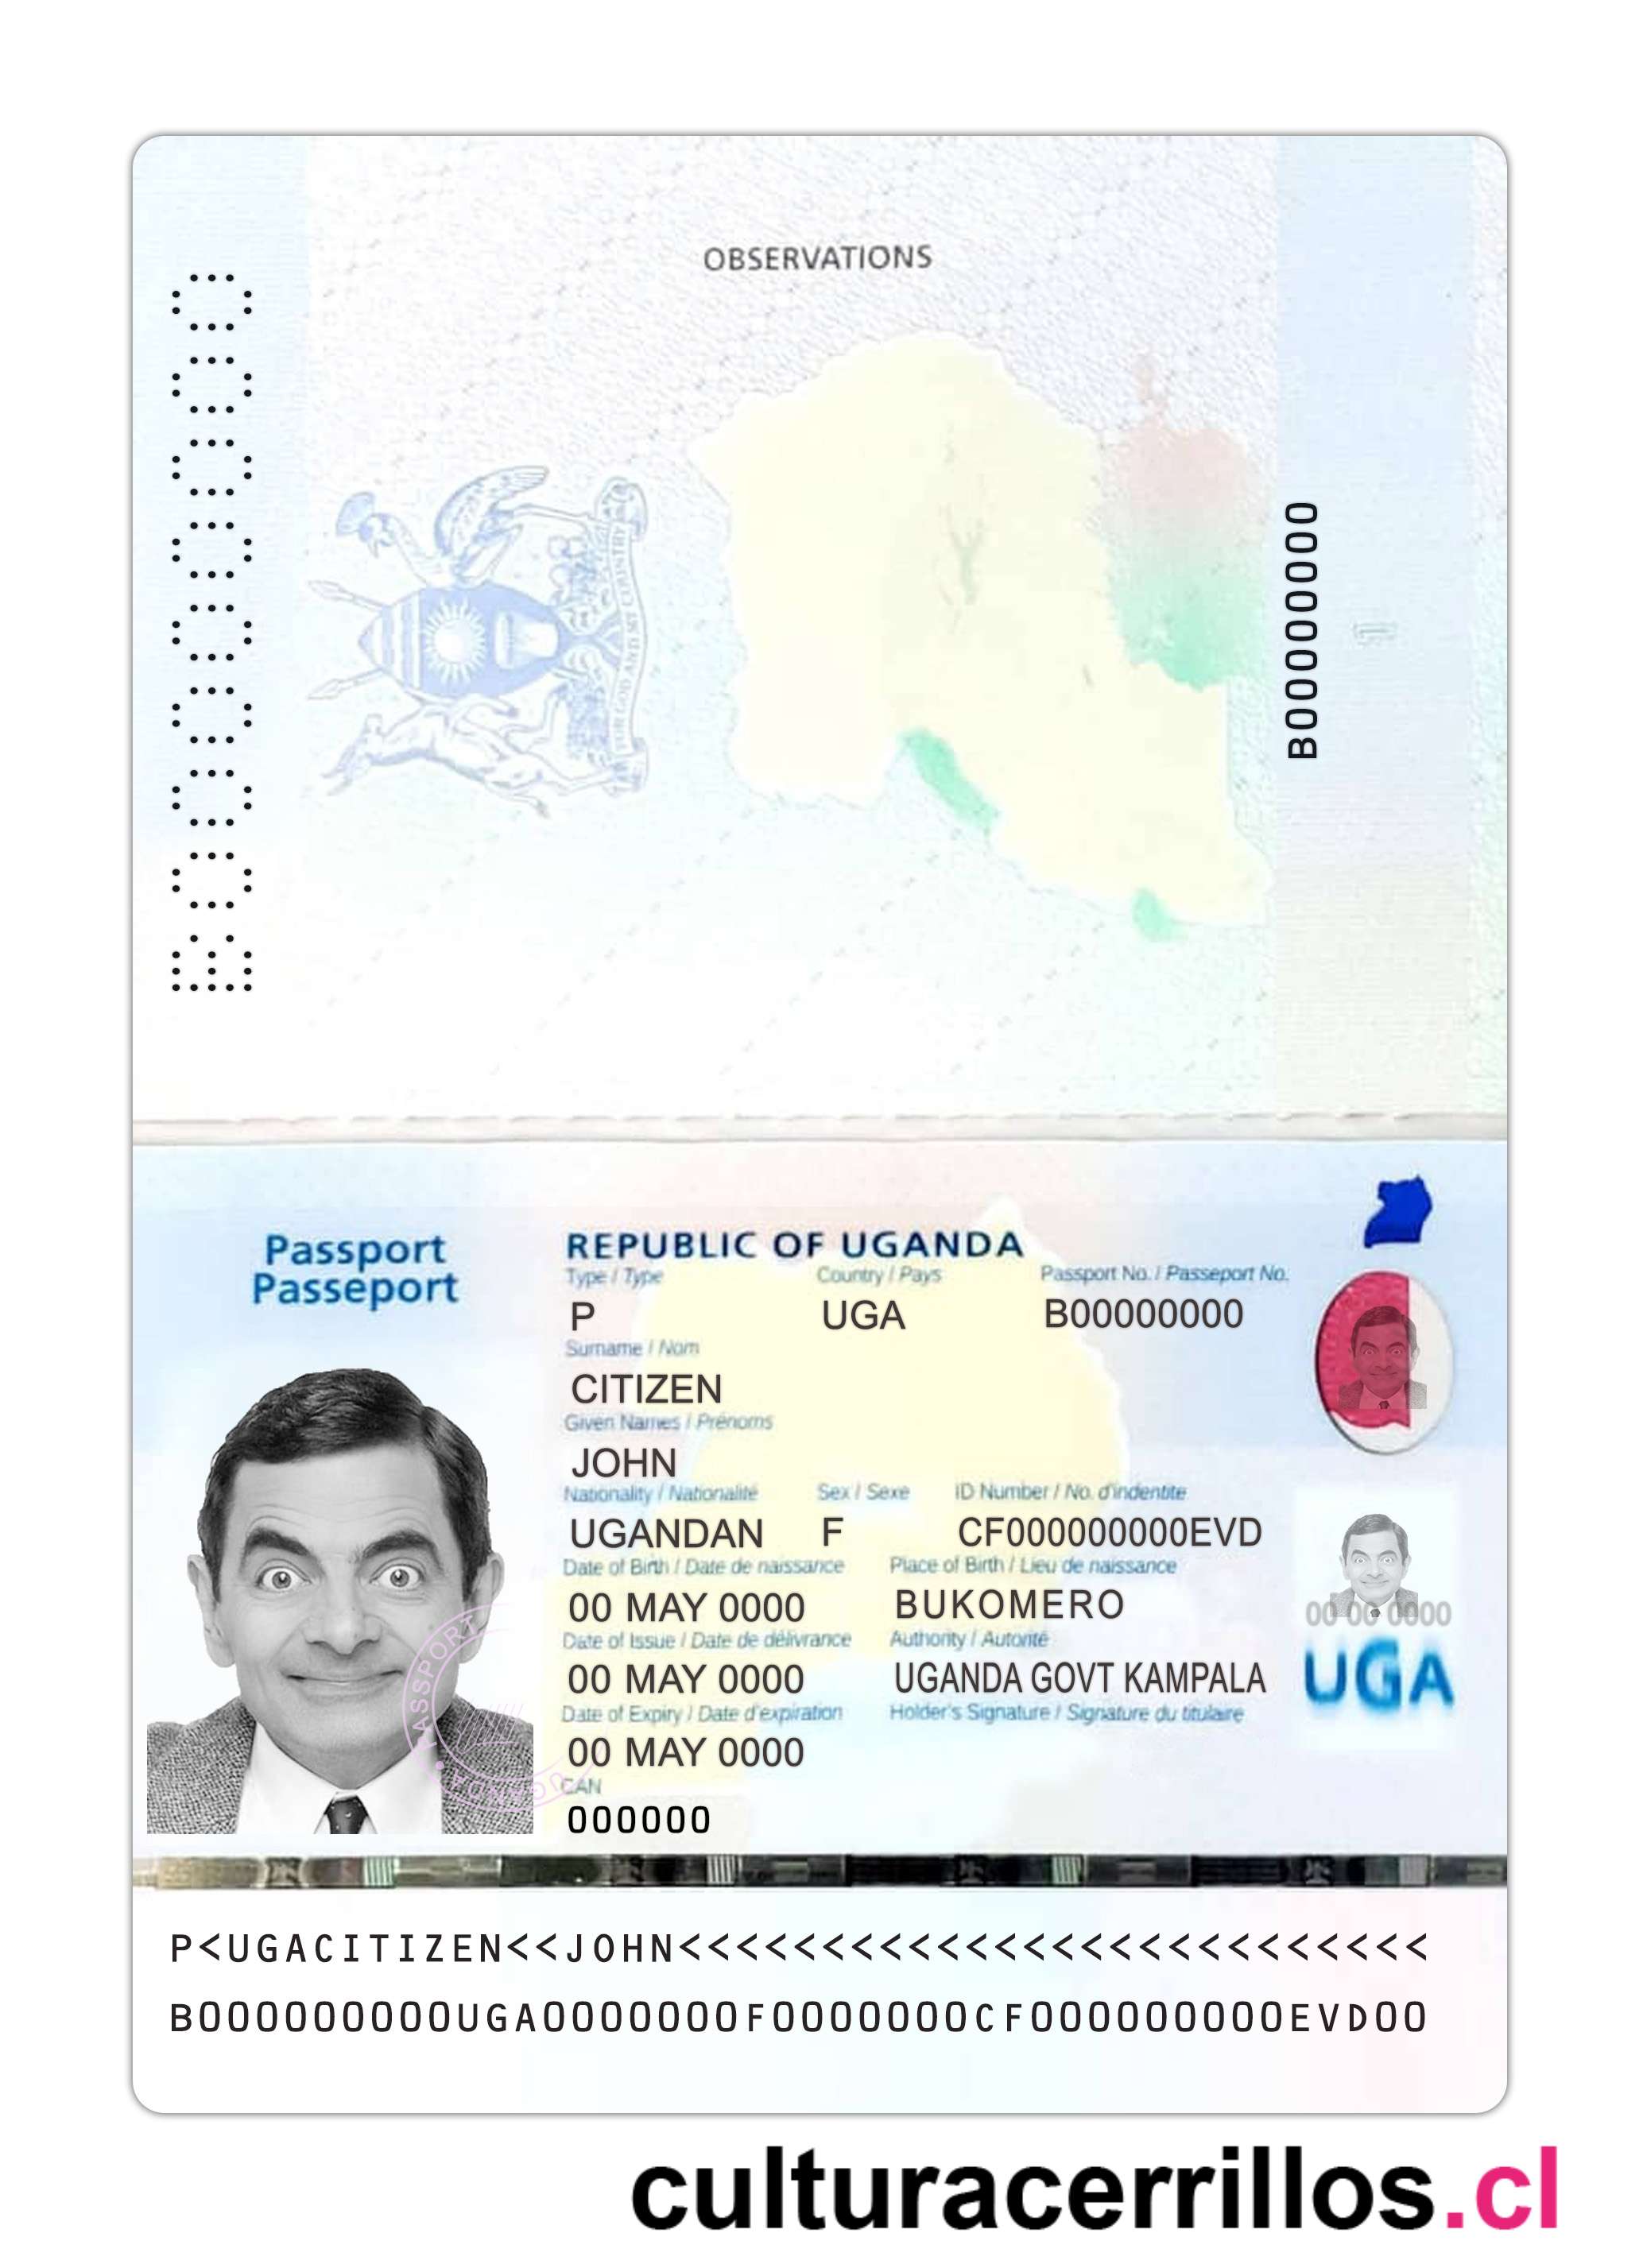 OBSERVATIONS
B00000000
FOR GOD AND MY COUNTRY
B00000000
Passport
Passeport
REPUBLIC OF UGANDA
Type / Type Country / Pays Passport No. / Passeport No.
P UGA B00000000
Surname / Nom
CITIZEN
Given Names / Prénoms
JOHN
Nationality / Nationalité Sex / Sexe ID Number / No. d'indentite
UGANDAN F CF000000000EVD
Date of Birth / Date de naissance Place of Birth / Lieu de naissance
00 MAY 0000 BUKOMERO
00 00 0000
Date of Issue / Date de délivrance Authority / Autorité
00 MAY 0000 UGANDA GOVT KAMPALA
UGA
Date of Expiry / Date d'expiration Holder's Signature / Signature du titulaire
00 MAY 0000
PASSPORT
CAN
000000
P<UGACITIZEN<<JOHN<<<<<<<<<<<<<<<<<<<<<<<<<<
B000000000UGA0000000F0000000CF000000000EVD00
culturacerrillos.cl